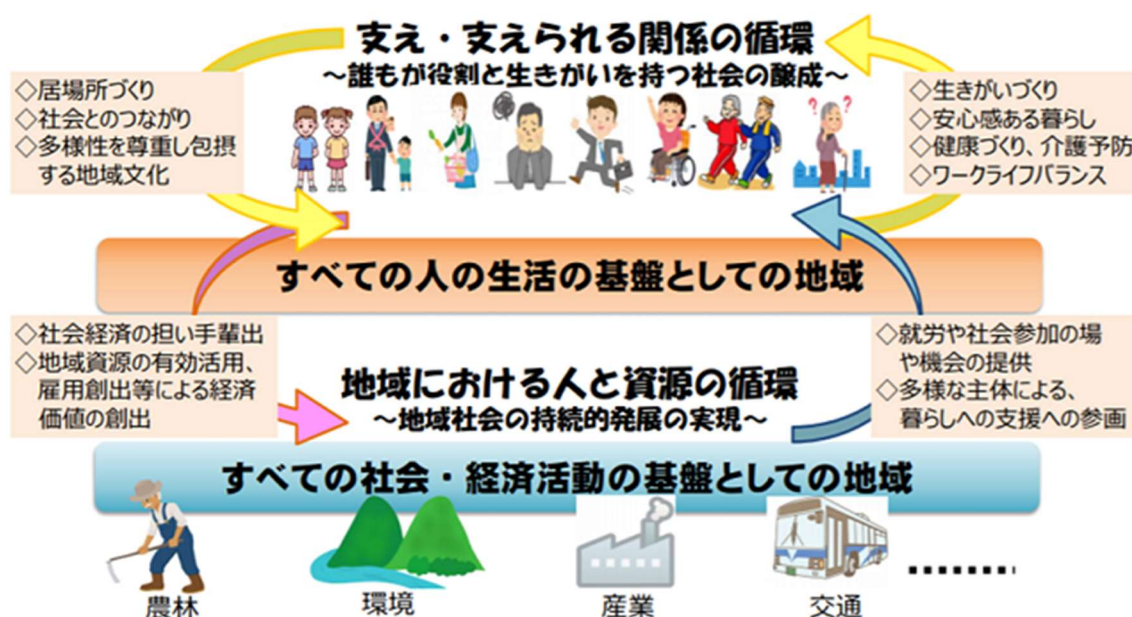 支え・支えられる関係の循環
～誰もが役割と生きがいを持つ社会の醸成～
◇居場所づくり
◇社会とのつながり
◇多様性を尊重し包摂
する地域文化
◇生きがいづくり
◇安心感ある暮らし
◇健康づくり、介護予防
◇ワークライフバランス
? ?
すべての人の生活の基盤としての地域
◇社会経済の担い手輩出
◇地域資源の有効活用、
雇用創出等による経済
価値の創出
地域における人と資源の循環
～地域社会の持続的発展の実現～
◇就労や社会参加の場
や機会の提供
◇多様な主体による、
暮らしへの支援への参画
すべての社会・経済活動の基盤としての地域
農林
環境
産業
交通